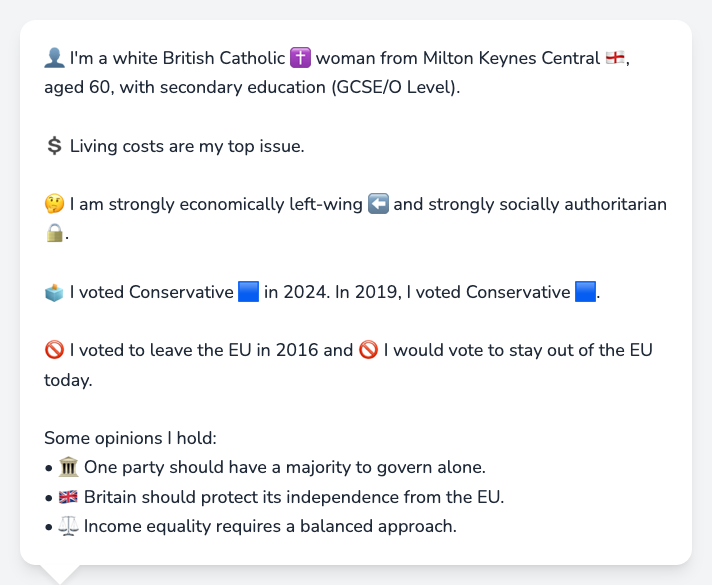 👤 I'm a white British Catholic ✝️ woman from Milton Keynes Central 🏴󠁧󠁢󠁥󠁮󠁧󠁿,
aged 60, with secondary education (GCSE/O Level).
💲 Living costs are my top issue.
🤔 I am strongly economically left-wing ⬅️ and strongly socially authoritarian
🔒.
🗳️ I voted Conservative 🟦 in 2024. In 2019, I voted Conservative 🟦.
🚫 I voted to leave the EU in 2016 and 🚫 I would vote to stay out of the EU
today.
Some opinions I hold:
• 🏛️ One party should have a majority to govern alone.
• 🇬🇧 Britain should protect its independence from the EU.
• ⚖️ Income equality requires a balanced approach.